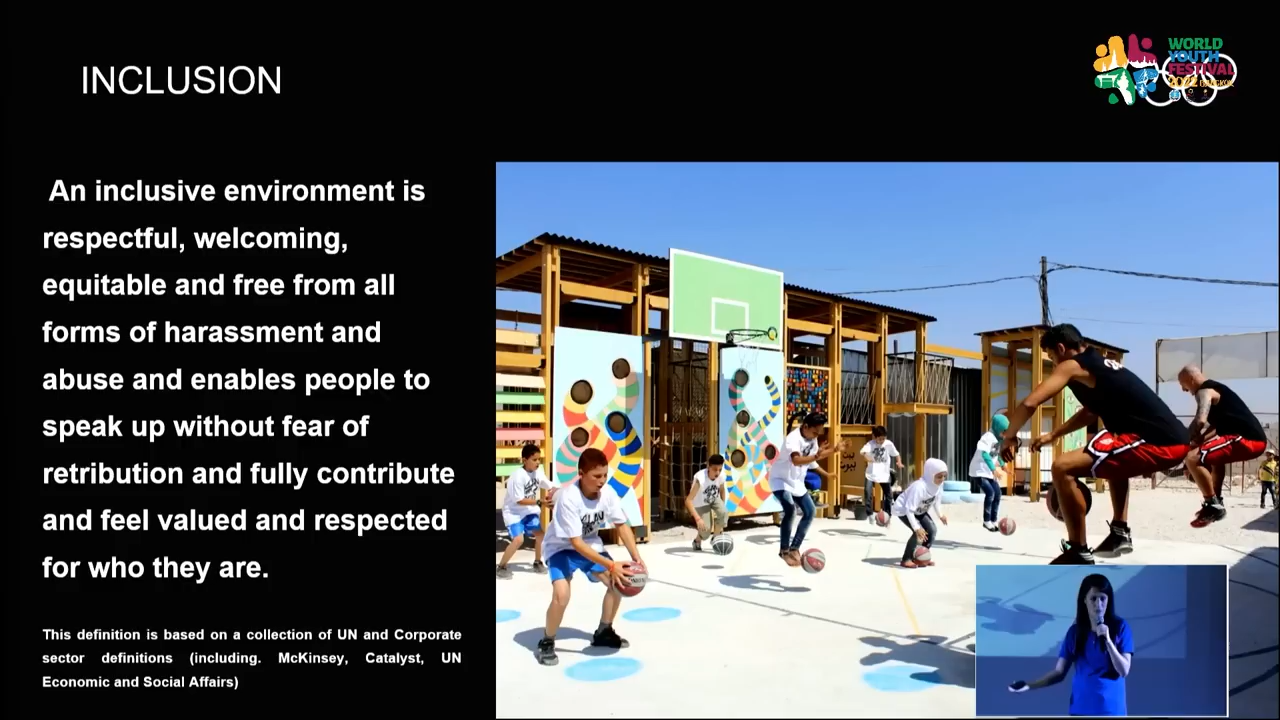 INCLUSION
WORLD
YOUTH
FESTIVAL
2022 BANGKOK
An inclusive environment is
respectful, welcoming,
equitable and free from all
forms of harassment and
abuse and enables people to
speak up without fear of
retribution and fully contribute
and feel valued and respected
for who they are.
This definition is based on a collection of UN and Corporate
sector definitions (including. McKinsey, Catalyst, UN
Economic and Social Affairs)